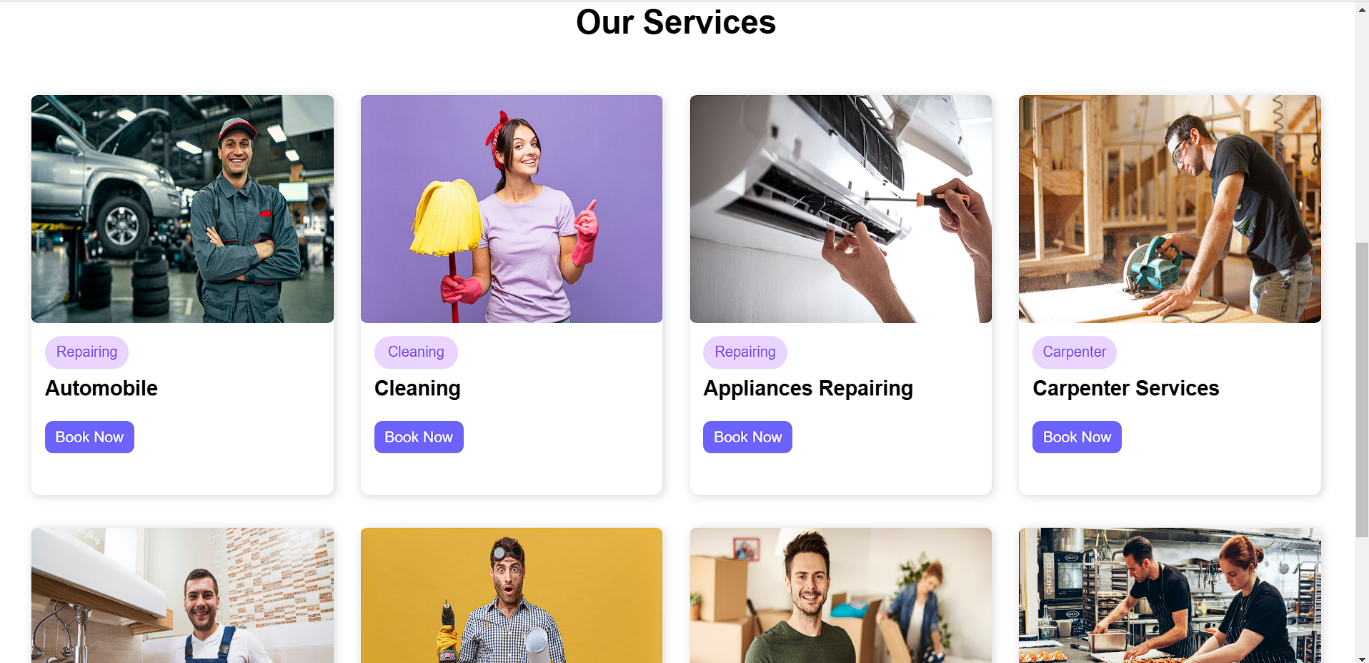 Our Services
Repairing
Automobile
Book Now
Cleaning
Cleaning
Book Now
Repairing
Appliances Repairing
Book Now
Carpenter
Carpenter Services
Book Now